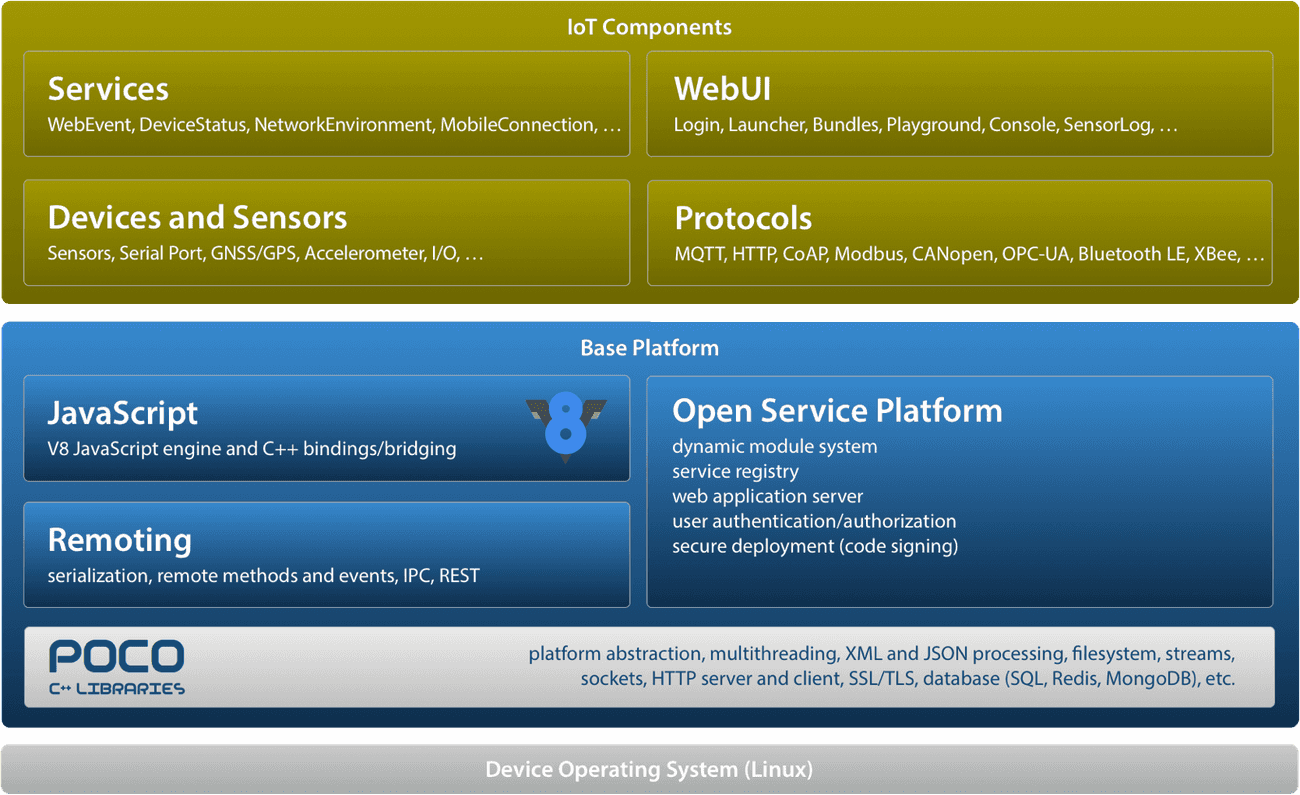 IoT Components
Services
WebEvent, DeviceStatus, NetworkEnvironment, MobileConnection, …
WebUI
Login, Launcher, Bundles, Playground, Console, SensorLog, …
Devices and Sensors
Sensors, Serial Port, GNSS/GPS, Accelerometer, I/O, …
Protocols
MQTT, HTTP, CoAP, Modbus, CANopen, OPC-UA, Bluetooth LE, XBee, …
Base Platform
JavaScript
V8 JavaScript engine and C++ bindings/bridging
8
Open Service Platform
dynamic module system
service registry
web application server
user authentication/authorization
secure deployment (code signing)
Remoting
serialization, remote methods and events, IPC, REST
POCO
C++ LIBRARIES
platform abstraction, multithreading, XML and JSON processing, filesystem, streams,
sockets, HTTP server and client, SSL/TLS, database (SQL, Redis, MongoDB), etc.
Device Operating System (Linux)